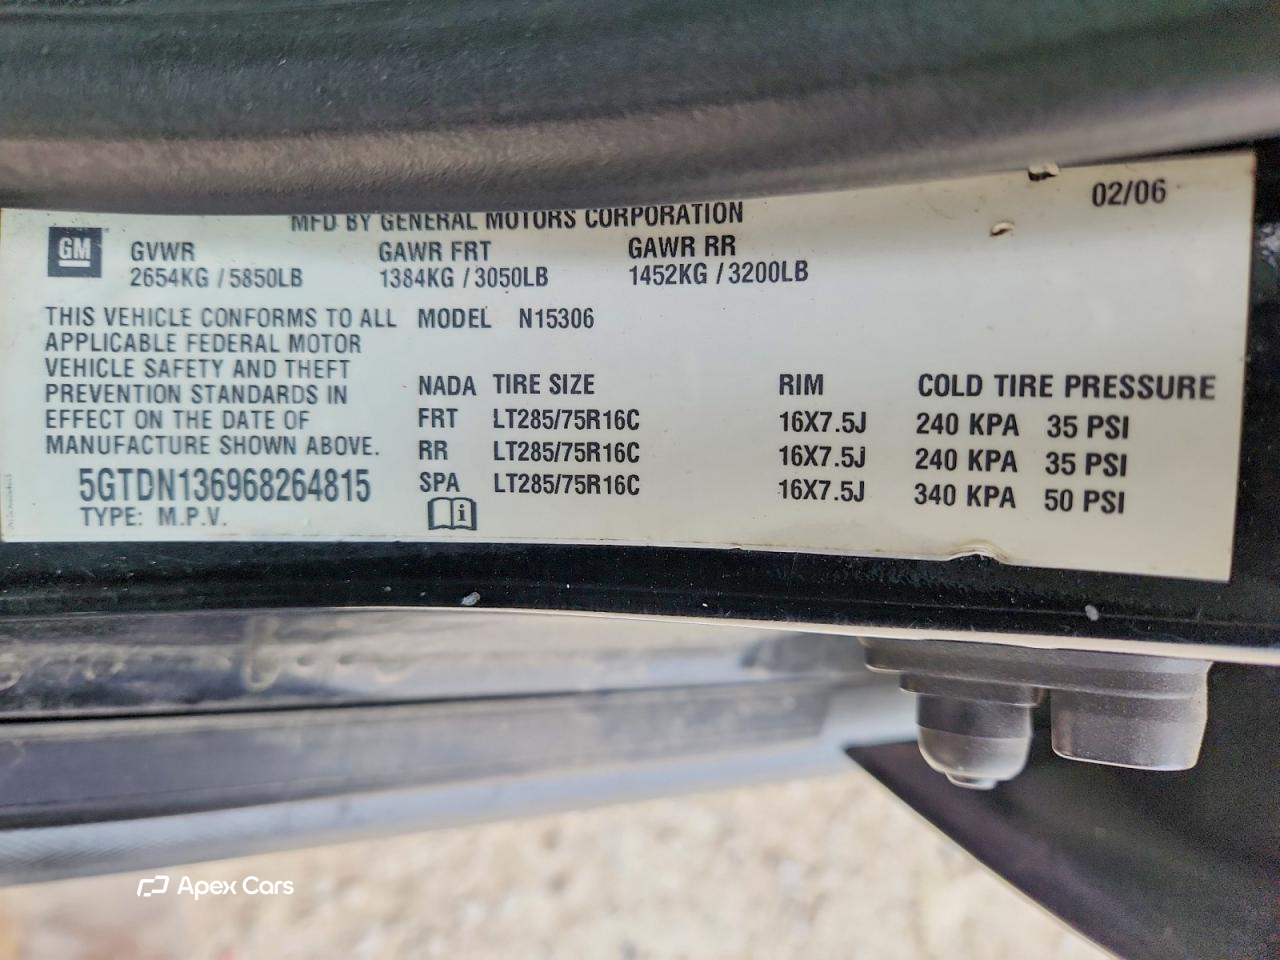 02/06
MFD BY GENERAL MOTORS CORPORATION
GM
GVWR GAWR FRT GAWR RR
2654KG / 5850LB 1384KG / 3050LB 1452KG / 3200LB
THIS VEHICLE CONFORMS TO ALL
APPLICABLE FEDERAL MOTOR
VEHICLE SAFETY AND THEFT
PREVENTION STANDARDS IN
EFFECT ON THE DATE OF
MANUFACTURE SHOWN ABOVE.
5GTDN136968264815
TYPE: M.P.V.
MODEL N15306
NADA TIRE SIZE RIM COLD TIRE PRESSURE
FRT LT285/75R16C 16X7.5J 240 KPA 35 PSI
RR LT285/75R16C 16X7.5J 240 KPA 35 PSI
SPA LT285/75R16C 16X7.5J 340 KPA 50 PSI
i
Apex Cars